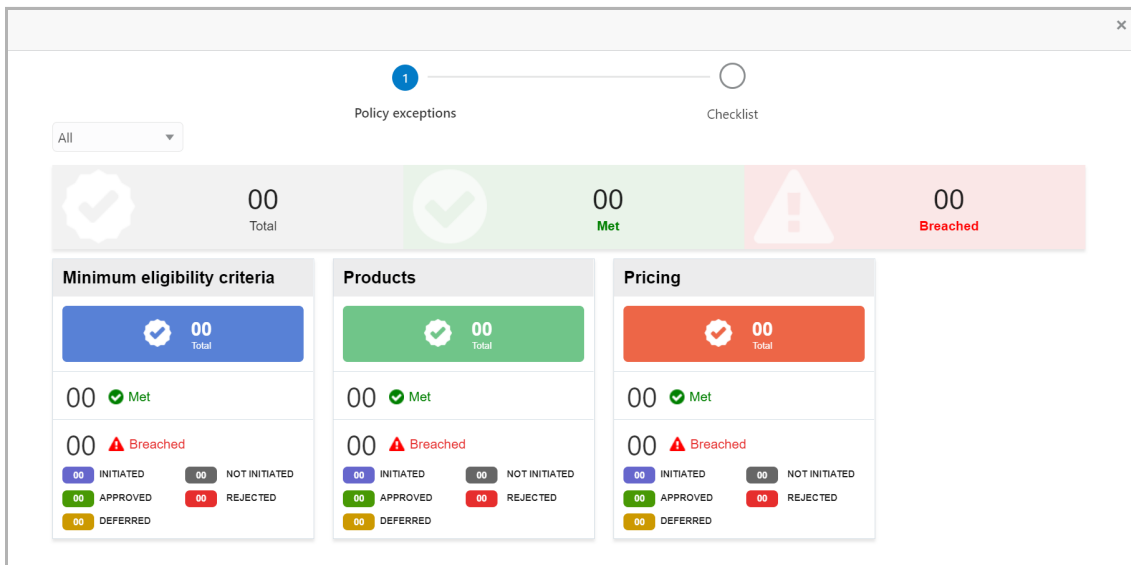 ×
1
Policy exceptions
Checklist
All
00
Total
00
Met
00
Breached
Minimum eligibility criteria
00
Total
00 Met
00 Breached
00 INITIATED 00 NOT INITIATED
00 APPROVED 00 REJECTED
00 DEFERRED
Products
00
Total
00 Met
00 Breached
00 INITIATED 00 NOT INITIATED
00 APPROVED 00 REJECTED
00 DEFERRED
Pricing
00
Total
00 Met
00 Breached
00 INITIATED 00 NOT INITIATED
00 APPROVED 00 REJECTED
00 DEFERRED